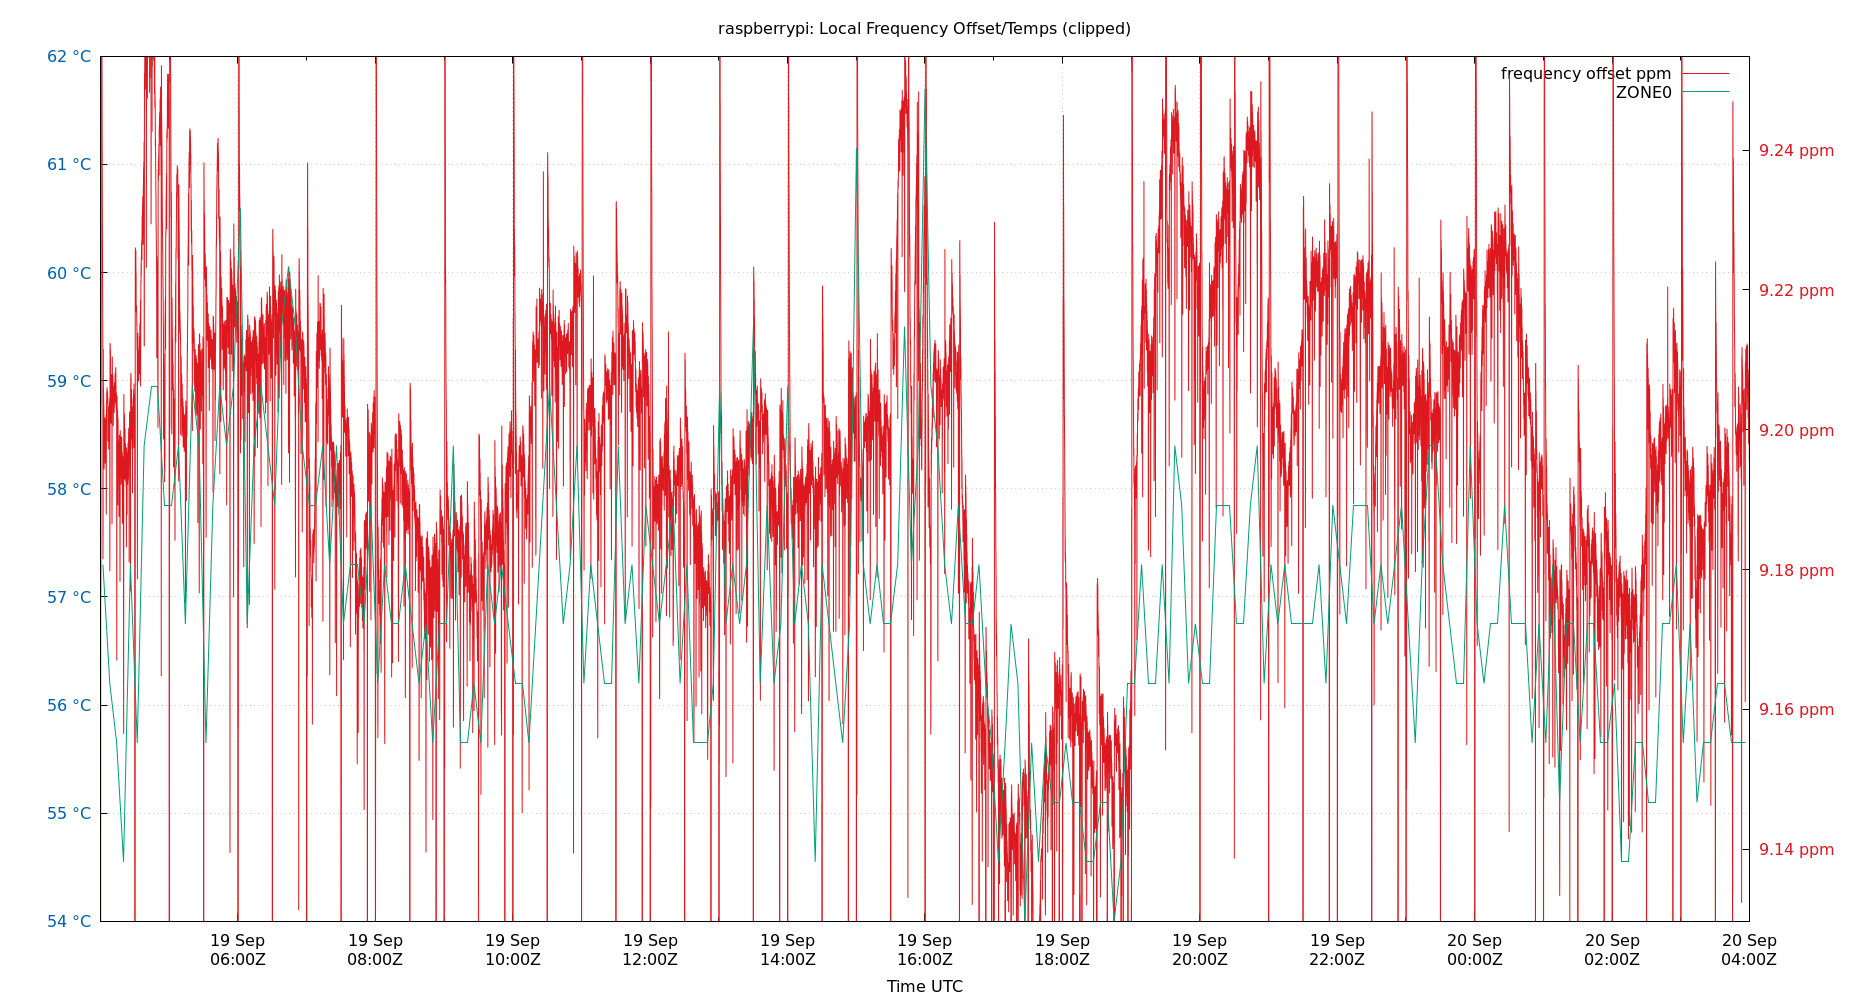 raspberrypi: Local Frequency Offset/Temps (clipped)
62 °C
61 °C
60 °C
59 °C
58 °C
57 °C
56 °C
55 °C
54 °C
frequency offset ppm
ZONE0
9.24 ppm
9.22 ppm
9.20 ppm
9.18 ppm
9.16 ppm
9.14 ppm
19 Sep 19 Sep 19 Sep 19 Sep 19 Sep 19 Sep 19 Sep 19 Sep 19 Sep 20 Sep 20 Sep 20 Sep
06:00Z 08:00Z 10:00Z 12:00Z 14:00Z 16:00Z 18:00Z 20:00Z 22:00Z 00:00Z 02:00Z 04:00Z
Time UTC